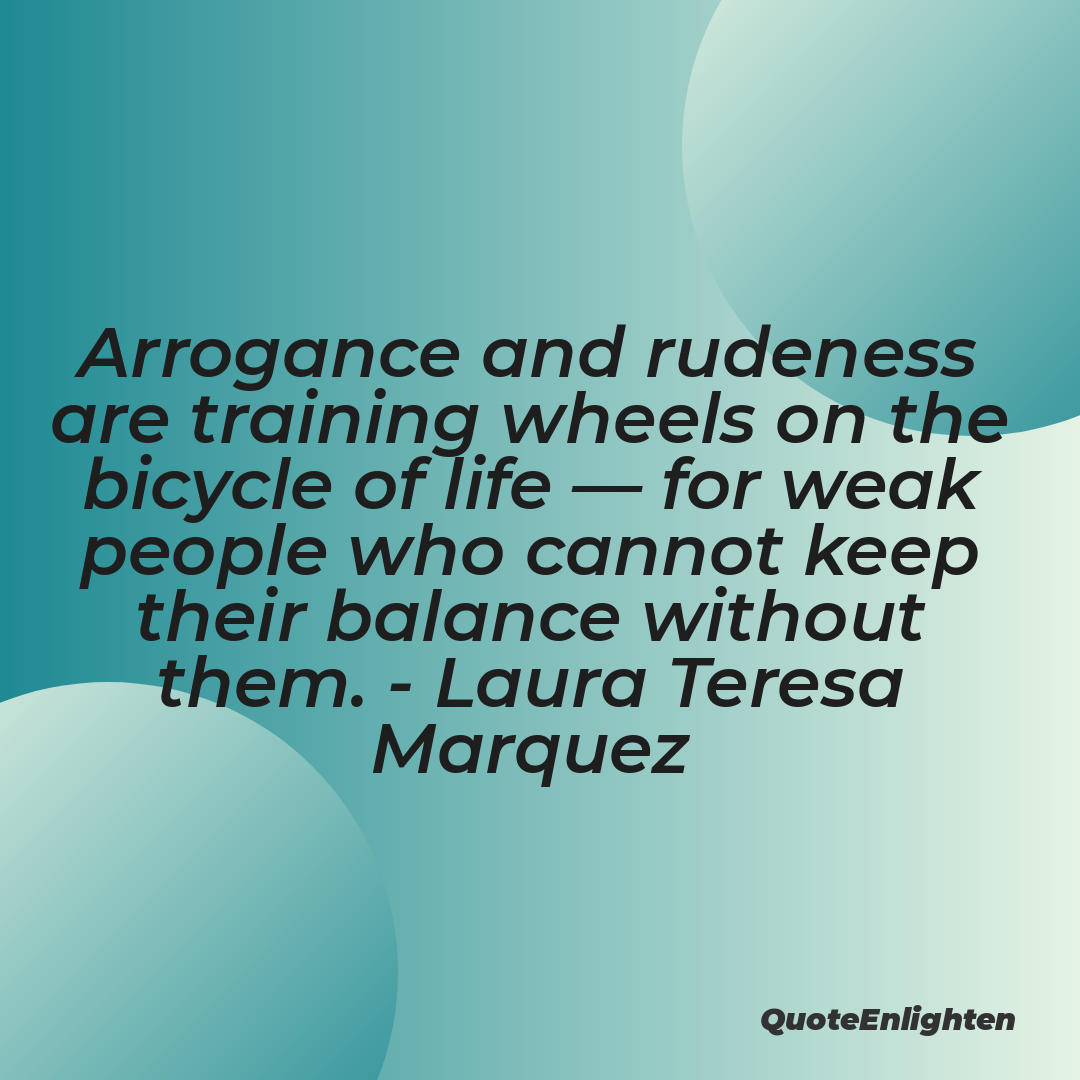 Arrogance and rudeness
are training wheels on the
bicycle of life — for weak
people who cannot keep
their balance without
them. - Laura Teresa
Marquez
QuoteEnlighten